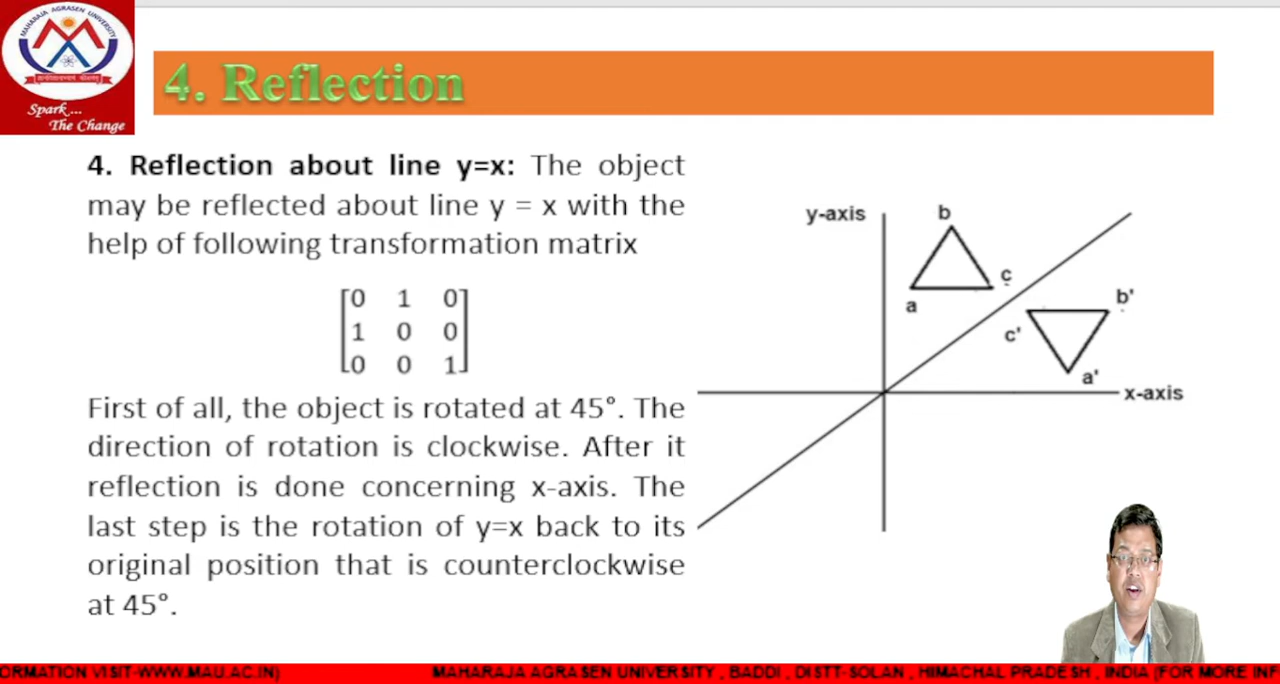 MAHARAJA AGRASEN UNIVERSITY
Spark...
The Change
4. Reflection
4. Reflection about line y=x: The object
may be reflected about line y = x with the
help of following transformation matrix
0 1 0
1 0 0
0 0 1
First of all, the object is rotated at 45°. The
direction of rotation is clockwise. After it
reflection is done concerning x-axis. The
last step is the rotation of y=x back to its
original position that is counterclockwise
at 45°.
y-axis
b
c
a
b'
c'
a'
x-axis
ORMATION VISIT-WWW.MAU.AC.IN) MAHARAJA AGRASEN UNIVERSITY , BADDI , DISTT- SOLAN , HIMACHAL PRADESH , INDIA (FOR MORE INF